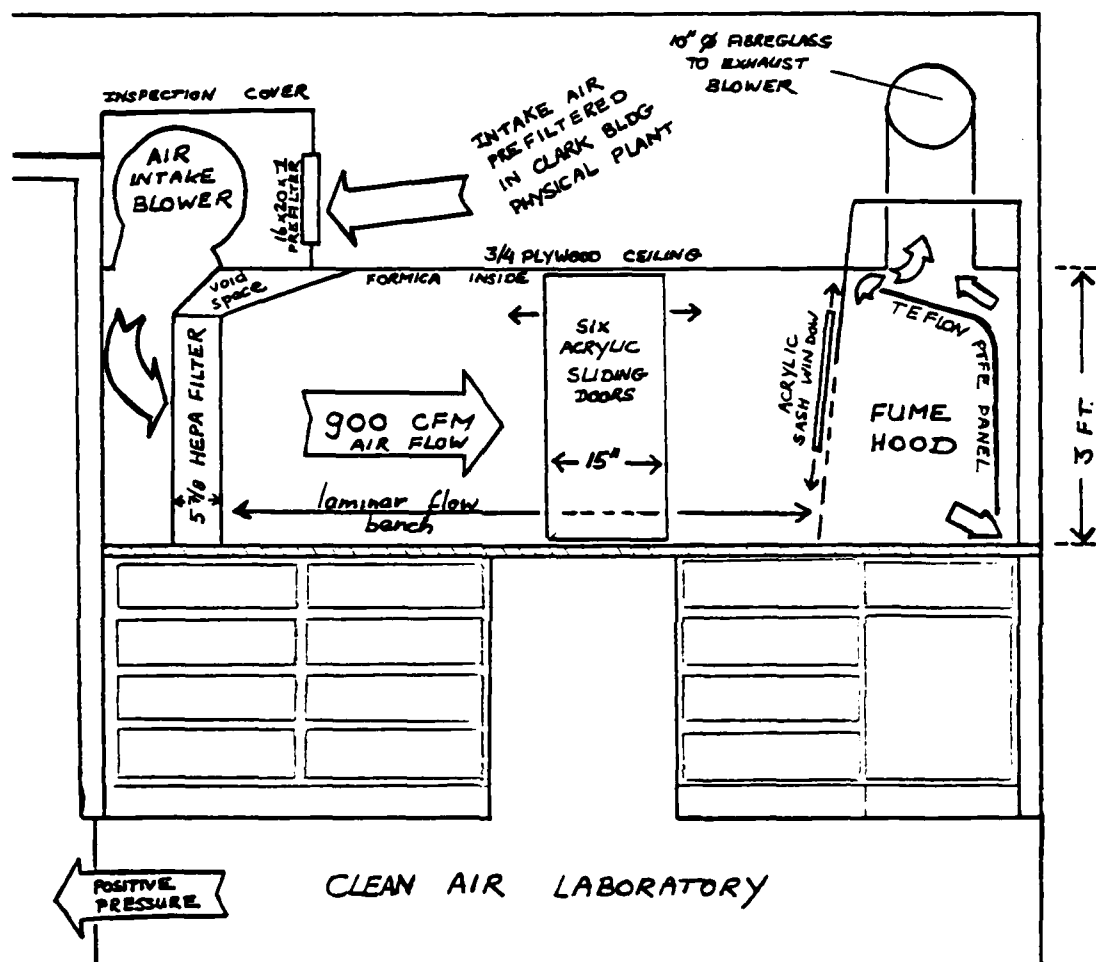 10" Ø FIBREGLASS
TO EXHAUST
BLOWER
INSPECTION COVER
INTAKE AIR
PREFILTERED
IN CLARK BLDG
PHYSICAL PLANT
AIR
INTAKE
BLOWER
16x20x1
PREFILTER
3/4 PLYWOOD CEILING
FORMICA INSIDE
void
space
5 7/8 HEPA FILTER
900 CFM
AIR FLOW
SIX
ACRYLIC
SLIDING
DOORS
15"
laminar flow
bench
ACRYLIC
SASH WINDOW
TEFLON PTFE PANEL
FUME
HOOD
3 FT.
POSITIVE
PRESSURE
CLEAN AIR LABORATORY